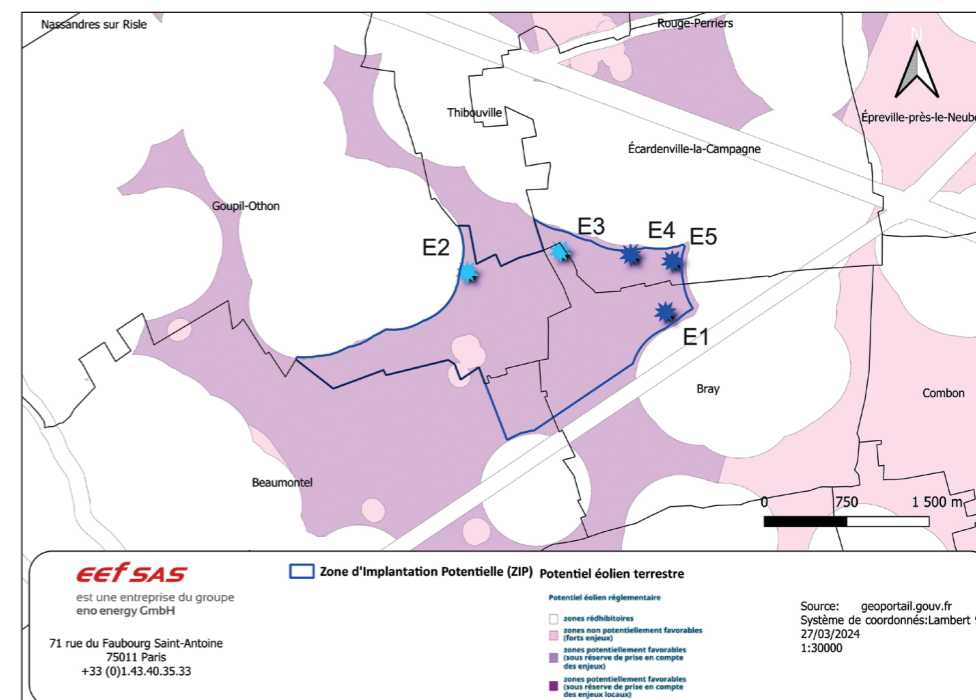 Nassandres sur Risle
Rouge-Perriers
N
Thibouville
Épreville-près-le-Neubo
Écardenville-la-Campagne
Goupil-Othon
E2
E3
E4
E5
E1
Bray
Combon
Beaumontel
0 750 1 500 m
eef SAS
est une entreprise du groupe
eno energy GmbH
71 rue du Faubourg Saint-Antoine
75011 Paris
+33 (0)1.43.40.35.33
Zone d'Implantation Potentielle (ZIP)
Potentiel éolien terrestre
Potentiel éolien réglementaire
zones rédhibitoires
zones non potentiellement favorables
(forts enjeux)
zones potentiellement favorables
(sous réserve de prise en compte
des enjeux)
zones potentiellement favorables
(sous réserve de prise en compte
des enjeux locaux)
Source: geoportail.gouv.fr
Système de coordonnés:Lambert 9
27/03/2024
1:30000